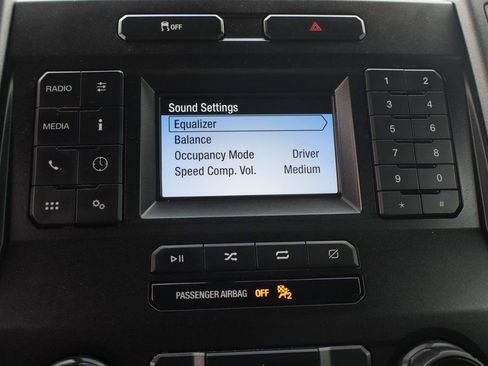 OFF
Sound Settings
Equalizer
Balance
Occupancy Mode Driver
Speed Comp. Vol. Medium
RADIO
MEDIA i
1 2
3 4
5 6
7 8
9 0
* #
PASSENGER AIRBAG OFF 2